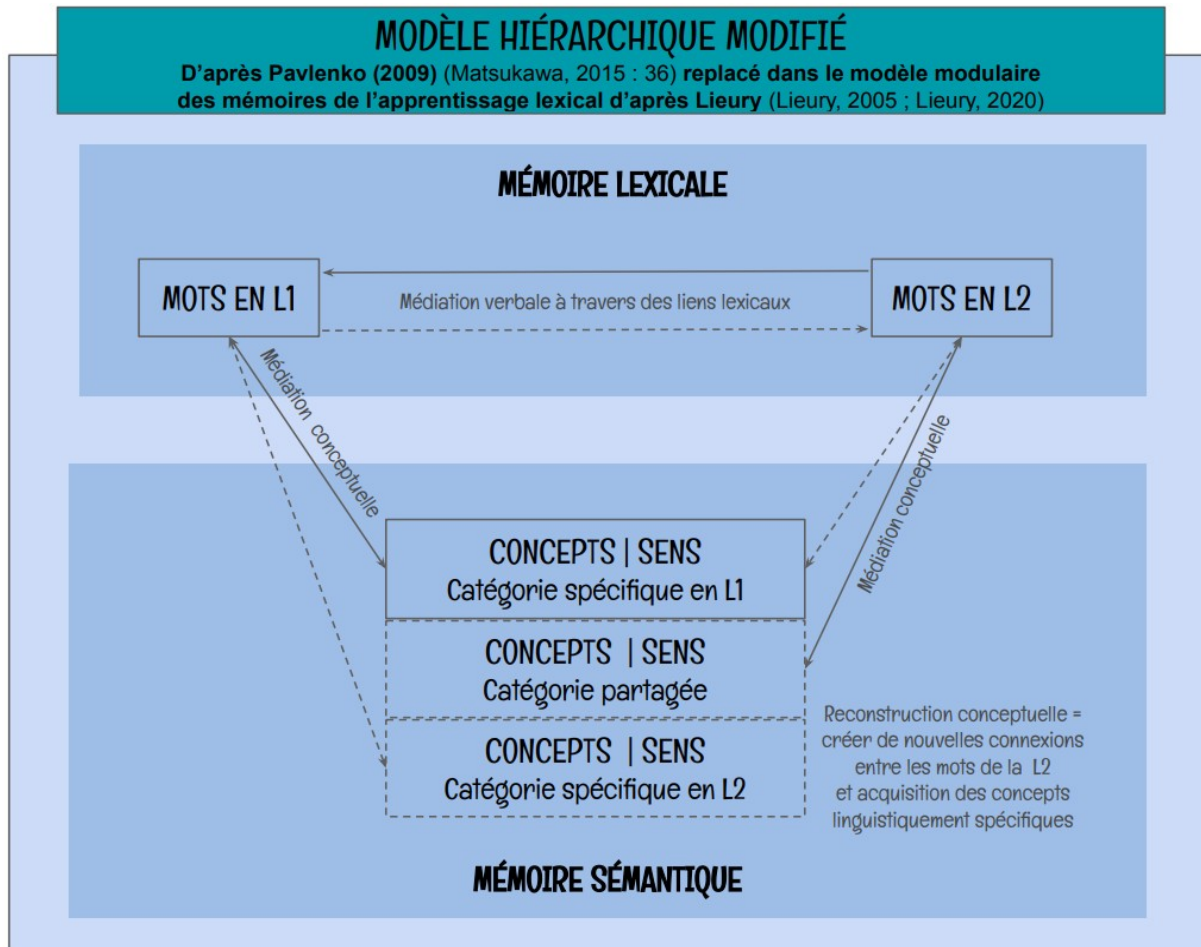 MODÈLE HIÉRARCHIQUE MODIFIÉ
D'après Pavlenko (2009) (Matsukawa, 2015 : 36) replacé dans le modèle modulaire
des mémoires de l'apprentissage lexical d'après Lieury (Lieury, 2005 ; Lieury, 2020)
MÉMOIRE LEXICALE
MOTS EN L1
Médiation verbale à travers des liens lexicaux
MOTS EN L2
Médiation conceptuelle
Médiation conceptuelle
CONCEPTS | SENS
Catégorie spécifique en L1
CONCEPTS | SENS
Catégorie partagée
CONCEPTS | SENS
Catégorie spécifique en L2
Reconstruction conceptuelle =
créer de nouvelles connexions
entre les mots de la L2
et acquisition des concepts
linguistiquement spécifiques
MÉMOIRE SÉMANTIQUE